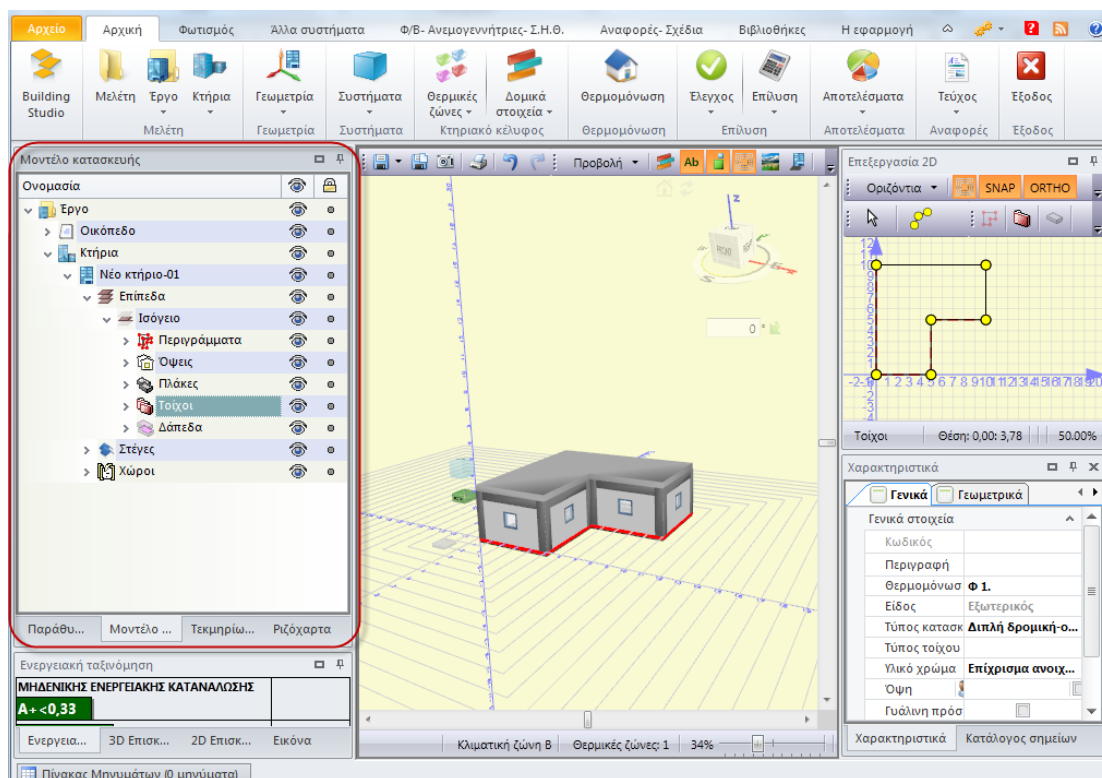 Αρχείο Αρχική Φωτισμός Άλλα συστήματα Φ/Β- Ανεμογεννήτριες- Σ.Η.Θ. Αναφορές- Σχέδια Βιβλιοθήκες Η εφαρμογή
Building Studio Μελέτη Έργο Κτήρια Γεωμετρία Συστήματα Θερμικές ζώνες Δομικά στοιχεία Θερμομόνωση Έλεγχος Επίλυση Αποτελέσματα Τεύχος Έξοδος
Μελέτη Γεωμετρία Συστήματα Κτηριακό κέλυφος Θερμομόνωση Επίλυση Αποτελέσματα Αναφορές Έξοδος
Μοντέλο κατασκευής
Ονομασία
Έργο
Οικόπεδο
Κτήρια
Νέο κτήριο-01
Επίπεδα
Ισόγειο
Περιγράμματα
Όψεις
Πλάκες
Τοίχοι
Δάπεδα
Στέγες
Χώροι
Παράθυ... Μοντέλο ... Τεκμηρίω... Ριζόχαρτα
Ενεργειακή ταξινόμηση
ΜΗΔΕΝΙΚΗΣ ΕΝΕΡΓΕΙΑΚΗΣ ΚΑΤΑΝΑΛΩΣΗΣ
A+ <0,33
Ενεργεια... 3D Επισκ... 2D Επισκ... Εικόνα
Πίνακας Μηνυμάτων (0 μηνύματα)
Προβολή Ab
Z
FRONT
0 °
Κλιματική ζώνη Β Θερμικές ζώνες: 1 34%
Επεξεργασία 2D
Οριζόντια SNAP ORTHO
Τοίχοι Θέση: 0,00: 3,78 50.00%
Χαρακτηριστικά
Γενικά Γεωμετρικά
Γενικά στοιχεία
Κωδικός
Περιγραφή
Θερμομόνωσ Φ 1.
Είδος Εξωτερικός
Τύπος κατασκ Διπλή δρομική-ο...
Τύπος τοίχου
Υλικό χρώμα Επίχρισμα ανοιχ...
Όψη
Γυάλινη πρόσ
Χαρακτηριστικά Κατάλογος σημείων